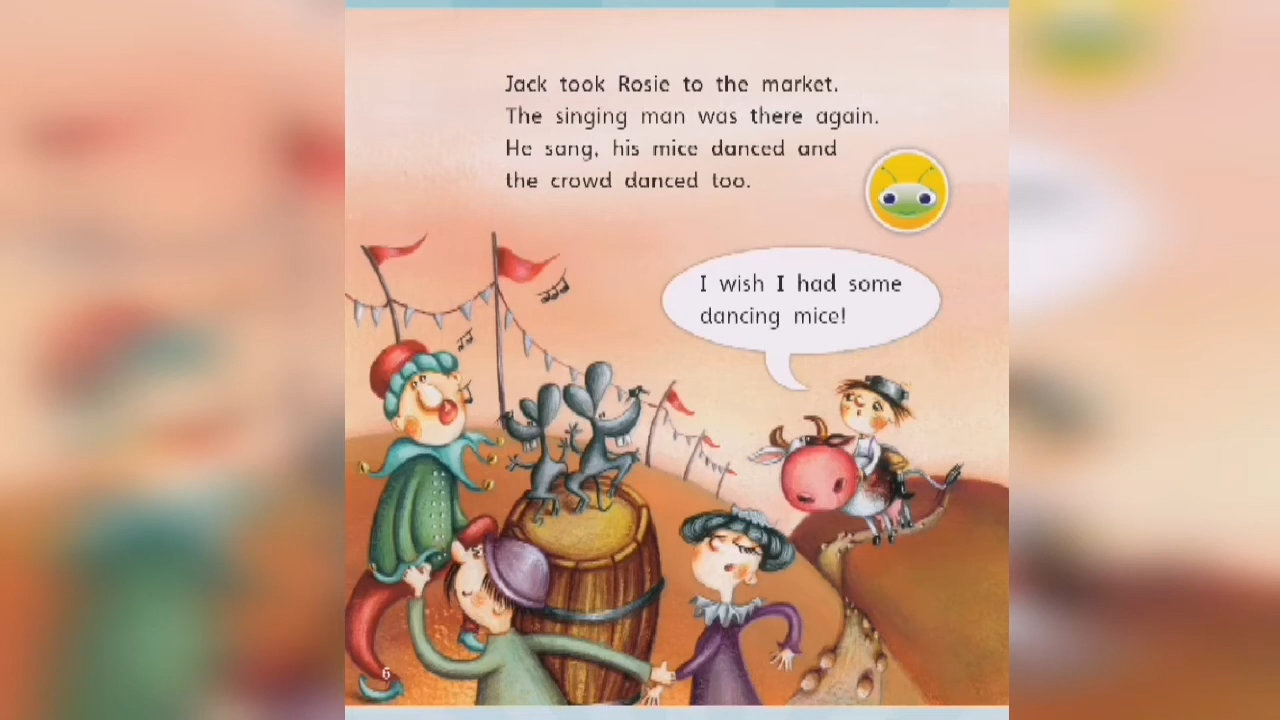 Jack took Rosie to the market.
The singing man was there again.
He sang, his mice danced and
the crowd danced too.
I wish I had some
dancing mice!
6